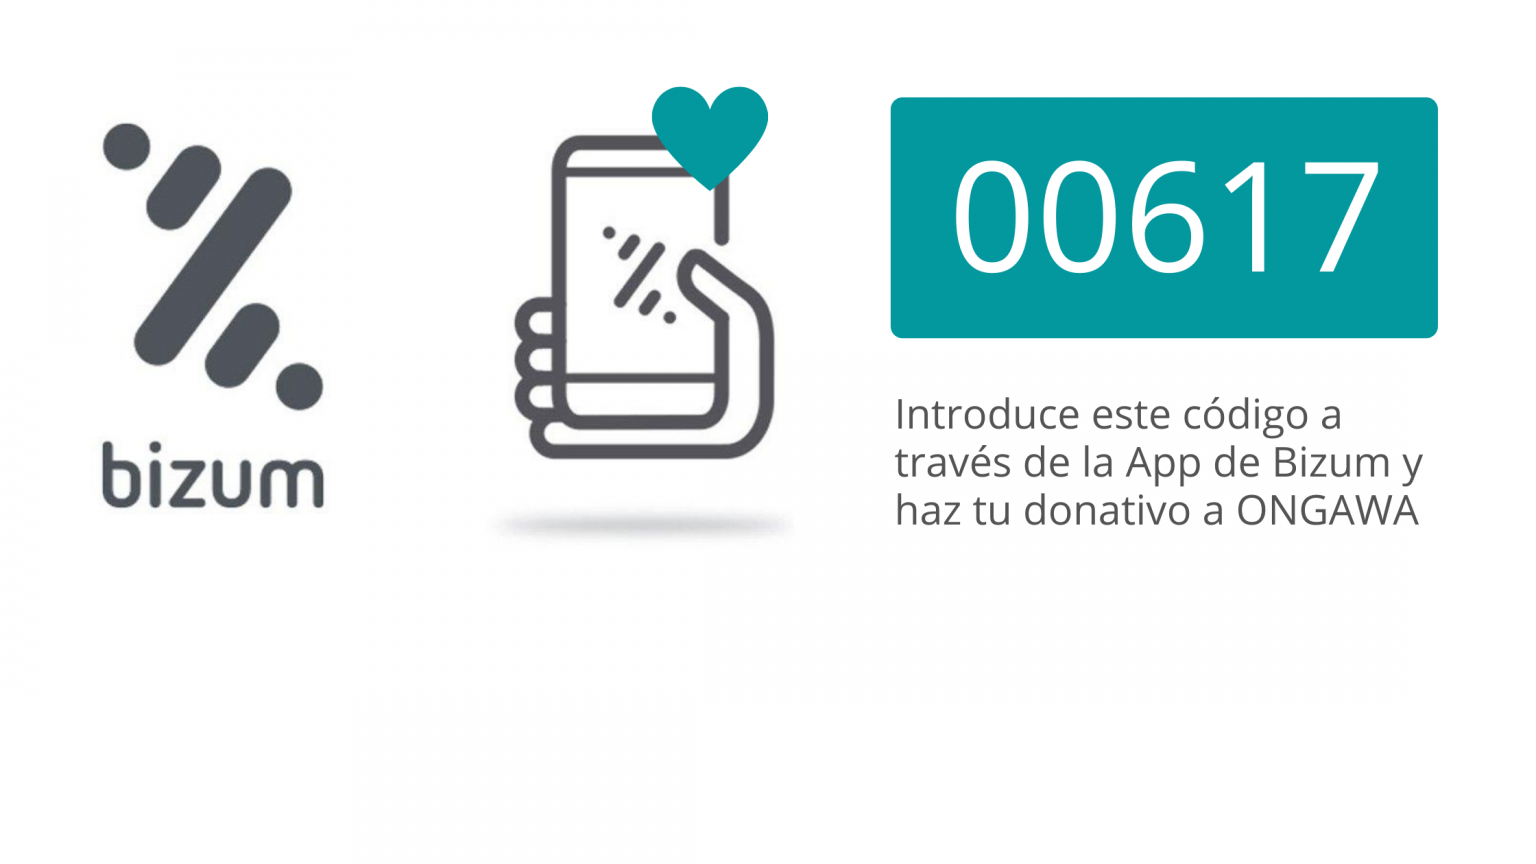 bizum
00617
Introduce este código a
través de la App de Bizum y
haz tu donativo a ONGAWA